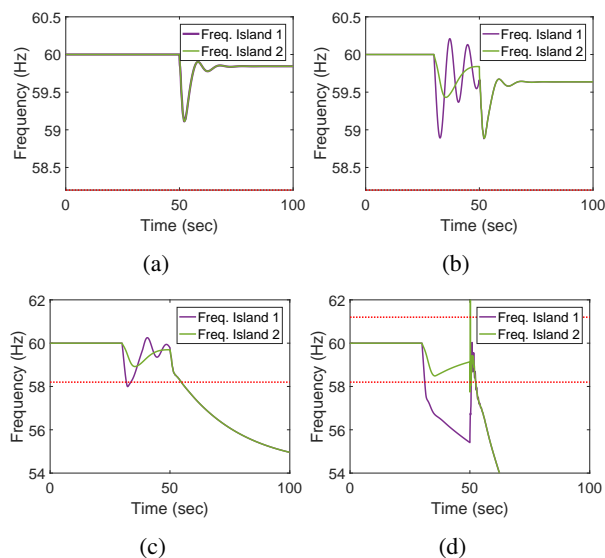 60.5
60
59.5
59
58.5
Frequency (Hz)
Freq. Island 1
Freq. Island 2
0
50
100
Time (sec)
(a)
60.5
60
59.5
59
58.5
Frequency (Hz)
Freq. Island 1
Freq. Island 2
0
50
100
Time (sec)
(b)
62
60
58
56
54
Frequency (Hz)
Freq. Island 1
Freq. Island 2
0
50
100
Time (sec)
(c)
62
60
58
56
54
Frequency (Hz)
Freq. Island 1
Freq. Island 2
0
50
100
Time (sec)
(d)